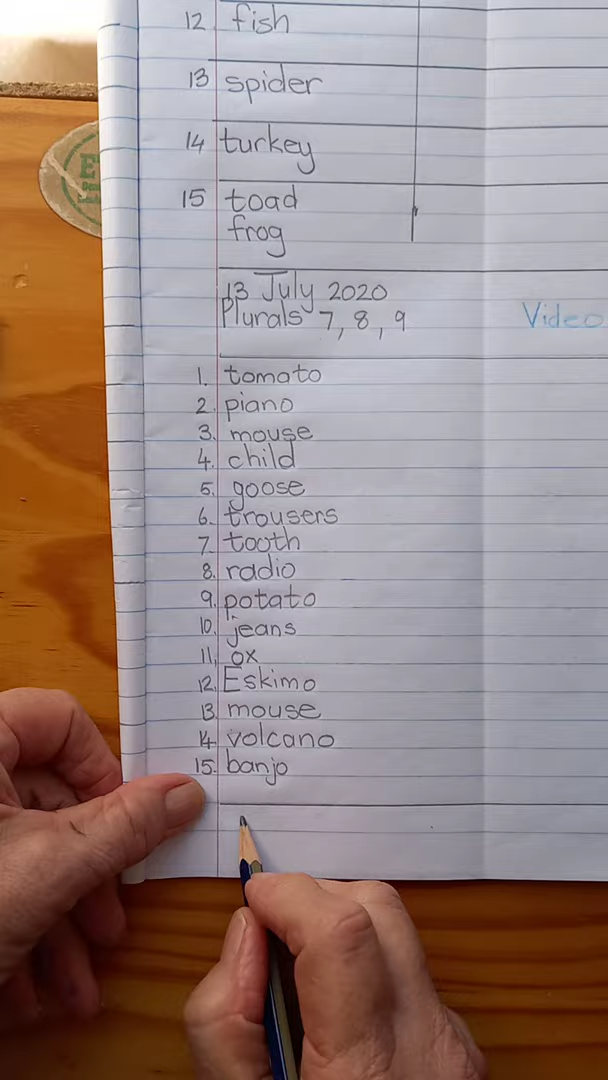 12 fish
13 spider
14 turkey
15 toad
frog
13 July 2020
Plurals 7, 8, 9
Video
1. tomato
2. piano
3. mouse
4. child
5. goose
6. trousers
7. tooth
8. radio
9. potato
10. jeans
11. ox
12. Eskimo
13. mouse
14. volcano
15. banjo